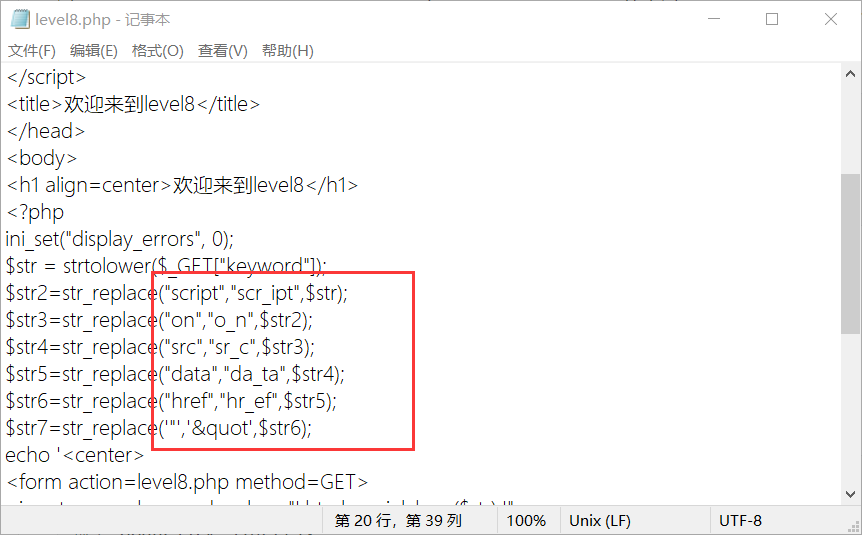 level8.php - 记事本
文件(F) 编辑(E) 格式(O) 查看(V) 帮助(H)
</script>
<title>欢迎来到level8</title>
</head>
<body>
<h1 align=center>欢迎来到level8</h1>
<?php
ini_set("display_errors", 0);
$str = strtolower($_GET["keyword"]);
$str2=str_replace("script","scr_ipt",$str);
$str3=str_replace("on","o_n",$str2);
$str4=str_replace("src","sr_c",$str3);
$str5=str_replace("data","da_ta",$str4);
$str6=str_replace("href","hr_ef",$str5);
$str7=str_replace('"','&quot',$str6);
echo '<center>
<form action=level8.php method=GET>
第 20 行，第 39 列 100% Unix (LF) UTF-8